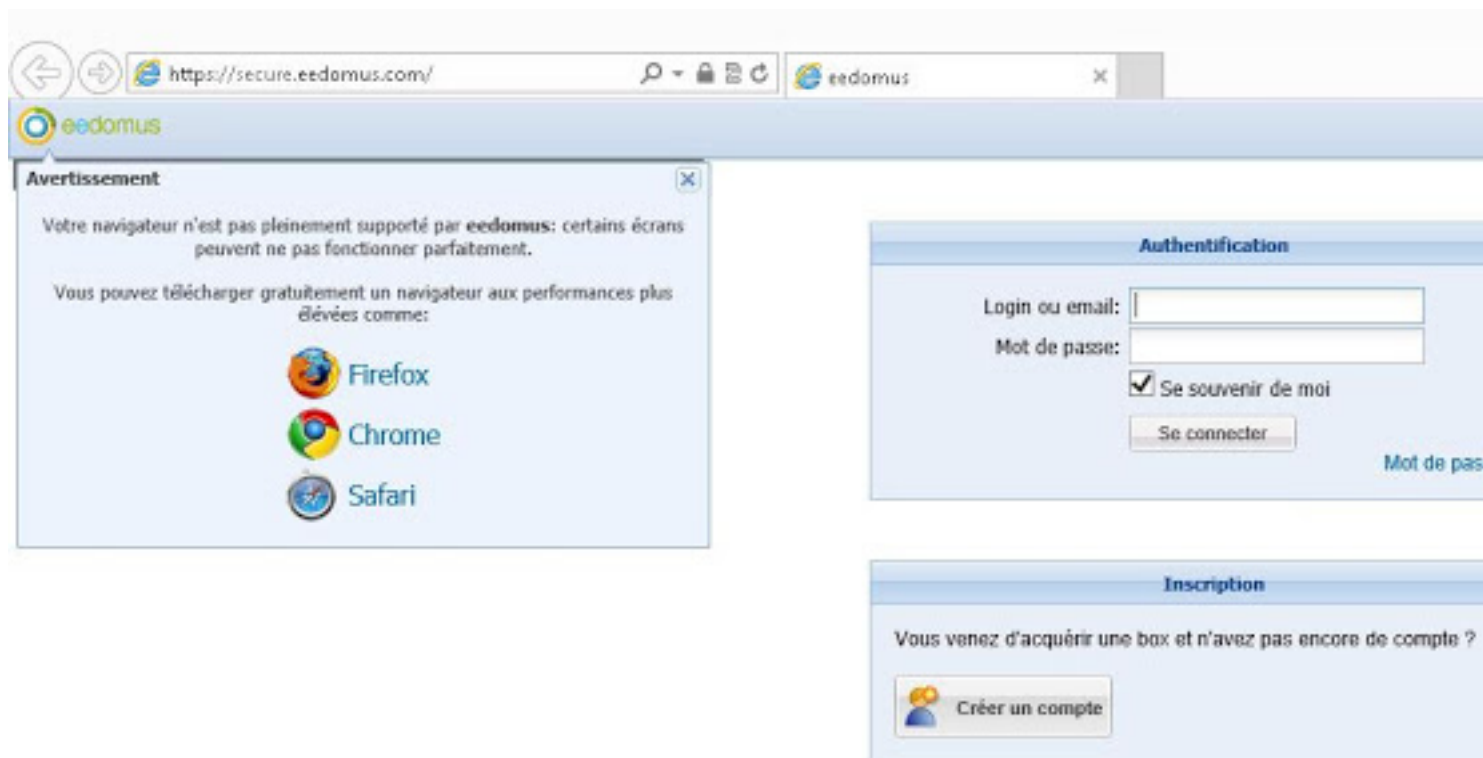 https://secure.eedomus.com/
eedomus
eedomus
Avertissement
Votre navigateur n'est pas pleinement supporté par eedomus: certains écrans
peuvent ne pas fonctionner parfaitement.
Vous pouvez télécharger gratuitement un navigateur aux performances plus
élévées comme:
Firefox
Chrome
Safari
Authentification
Login ou email:
Mot de passe:
Se souvenir de moi
Se connecter
Mot de pas
Inscription
Vous venez d'acquérir une box et n'avez pas encore de compte ?
Créer un compte